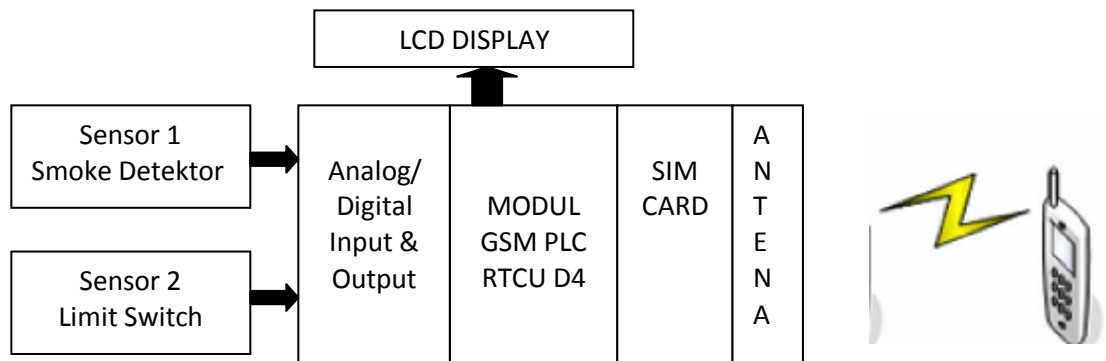 LCD DISPLAY
Sensor 1
Smoke Detektor
Analog/
Digital
Input &
Output
MODUL
GSM PLC
RTCU D4
SIM
CARD
A
N
T
E
N
A
Sensor 2
Limit Switch